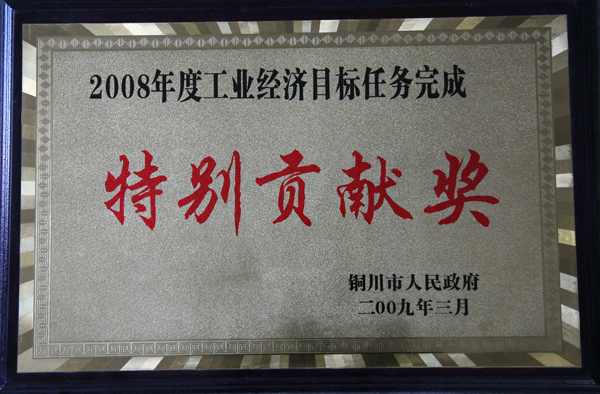 2008年度工业经济目标任务完成
特别贡献奖
铜川市人民政府
二00九年三月